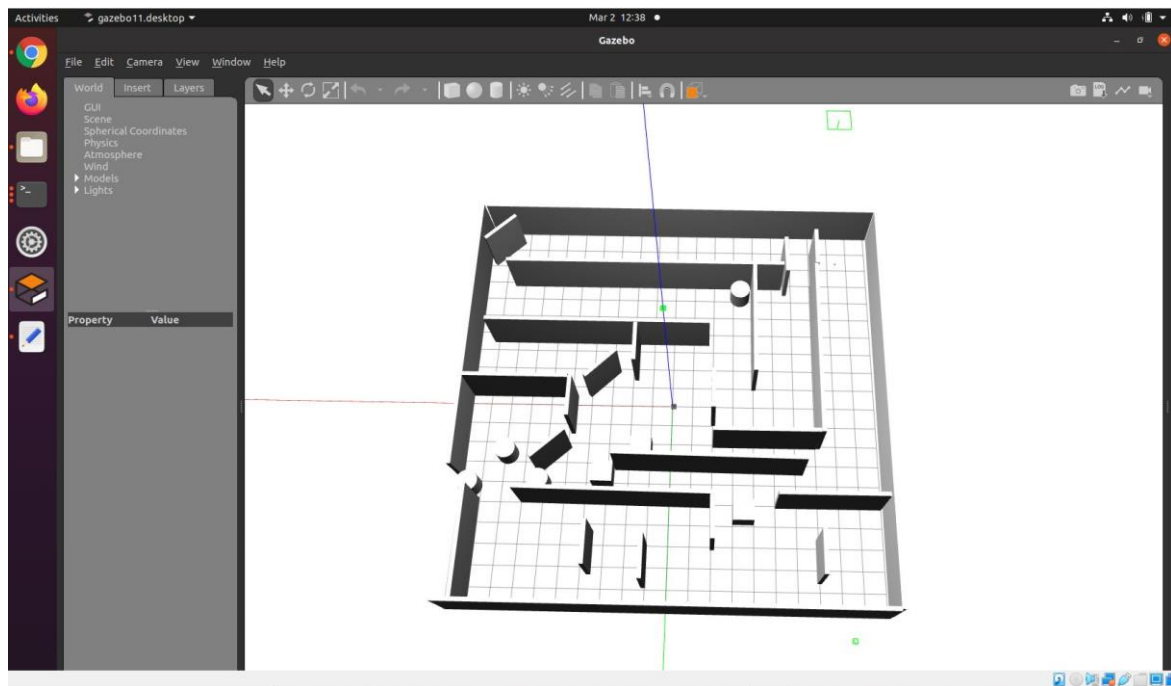 Activities gazebo11.desktop Mar 2 12:38
Gazebo
File Edit Camera View Window Help
World Insert Layers
GUI
Scene
Spherical Coordinates
Physics
Atmosphere
Wind
Models
Lights
Property Value